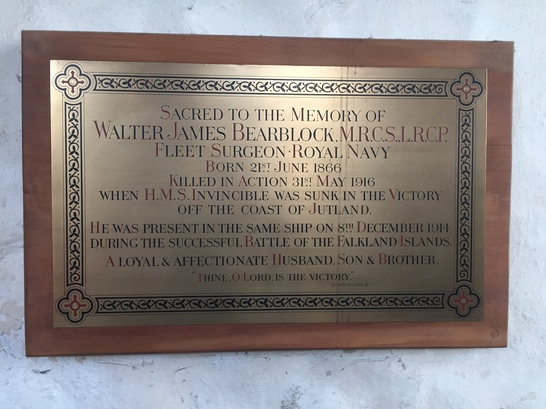 Sacred to the Memory of
Walter James Bearblock, M.R.C.S., L.R.C.P.
Fleet Surgeon · Royal Navy
Born 21st June 1866
Killed in Action 31st May 1916
when H.M.S. Invincible was sunk in the Victory
off the coast of Jutland.
He was present in the same ship on 8th December 1914
during the successful Battle of the Falkland Islands.
A loyal & affectionate Husband, Son & Brother.
"Thine, O Lord, is the victory."